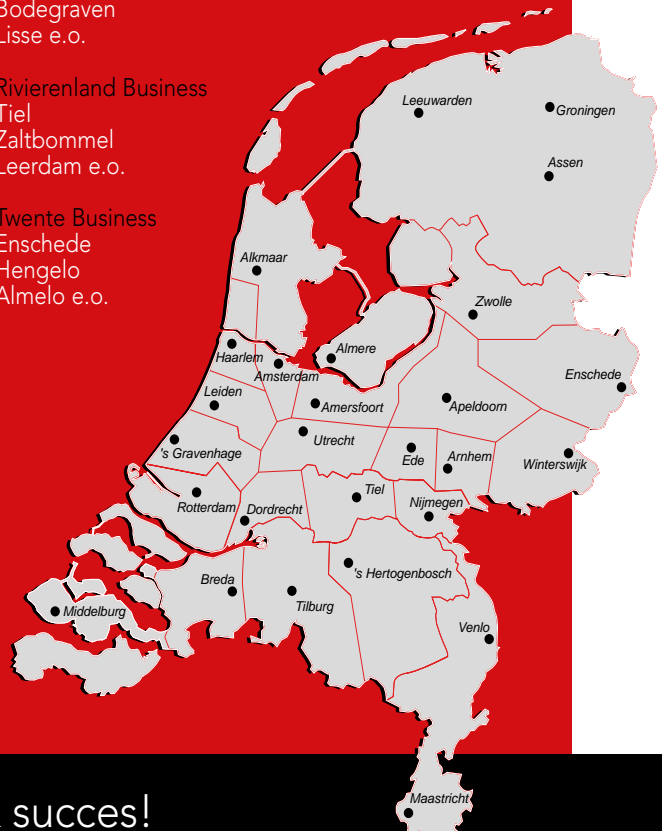 Bodegraven
Lisse e.o.
Rivierenland Business
Tiel
Zaltbommel
Leerdam e.o.
Twente Business
Enschede
Hengelo
Almelo e.o.
Leeuwarden
Groningen
Assen
Alkmaar
Zwolle
Haarlem
Almere
Amsterdam
Enschede
Leiden
Amersfoort
Apeldoorn
Utrecht
's Gravenhage
Ede
Arnhem
Winterswijk
Tiel
Rotterdam
Dordrecht
Nijmegen
Breda
's Hertogenbosch
Middelburg
Tilburg
Venlo
Maastricht
succes!